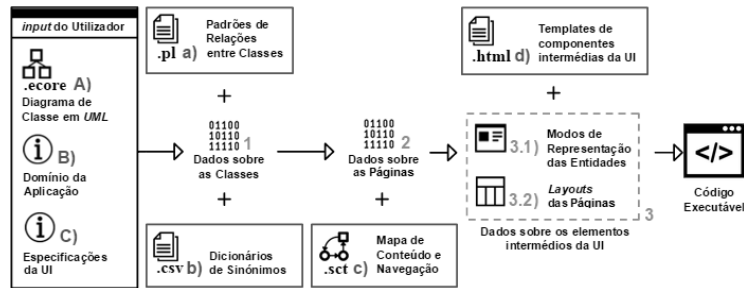 input do Utilizador
.ecore A)
Diagrama de
Classe em UML
B)
Domínio da
Aplicação
C)
Especificações
da UI
Padrões de
Relações
entre Classes
.pl a)
+
01100
10110
11110
1
Dados sobre
as Classes
+
Dicionários
de Sinónimos
.csv b)
01100
10110
11110
2
Dados sobre
as Páginas
+
Mapa de
Conteúdo e
Navegação
.sct c)
Templates de
componentes
intermédias da UI
.html d)
+
3.1)
Modos de
Representação
das Entidades
3.2)
Layouts
das Páginas
3
Dados sobre os elementos
intermédios da UI
</>
Código
Executável